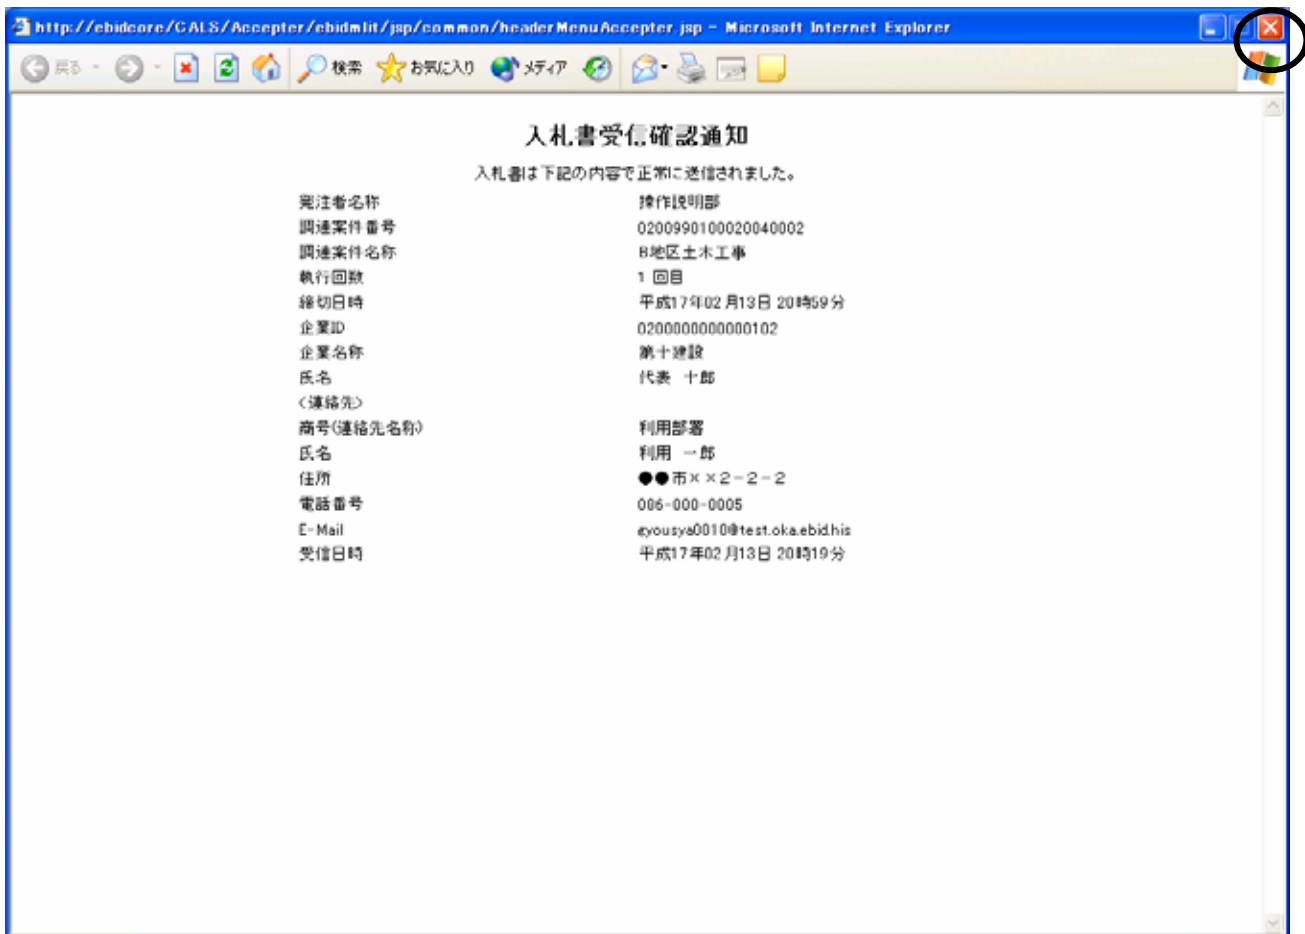 http://ebidcore/CALS/Accepter/ebidmlit/jsp/common/headerMenuAccepter.jsp - Microsoft Internet Explorer
戻る 検索 お気に入り メディア
入札書受信確認通知
入札書は下記の内容で正常に送信されました。
発注者名称 操作説明部
調達案件番号 0200990100020040002
調達案件名称 B地区土木工事
執行回数 1 回目
締切日時 平成17年02月13日 20時59分
企業ID 0200000000000102
企業名称 第十建設
氏名 代表 十郎
<連絡先>
商号(連絡先名称) 利用部署
氏名 利用 一郎
住所 ●●市××2-2-2
電話番号 086-000-0005
E-Mail gyousya0010@test.oka.ebid.his
受信日時 平成17年02月13日 20時19分